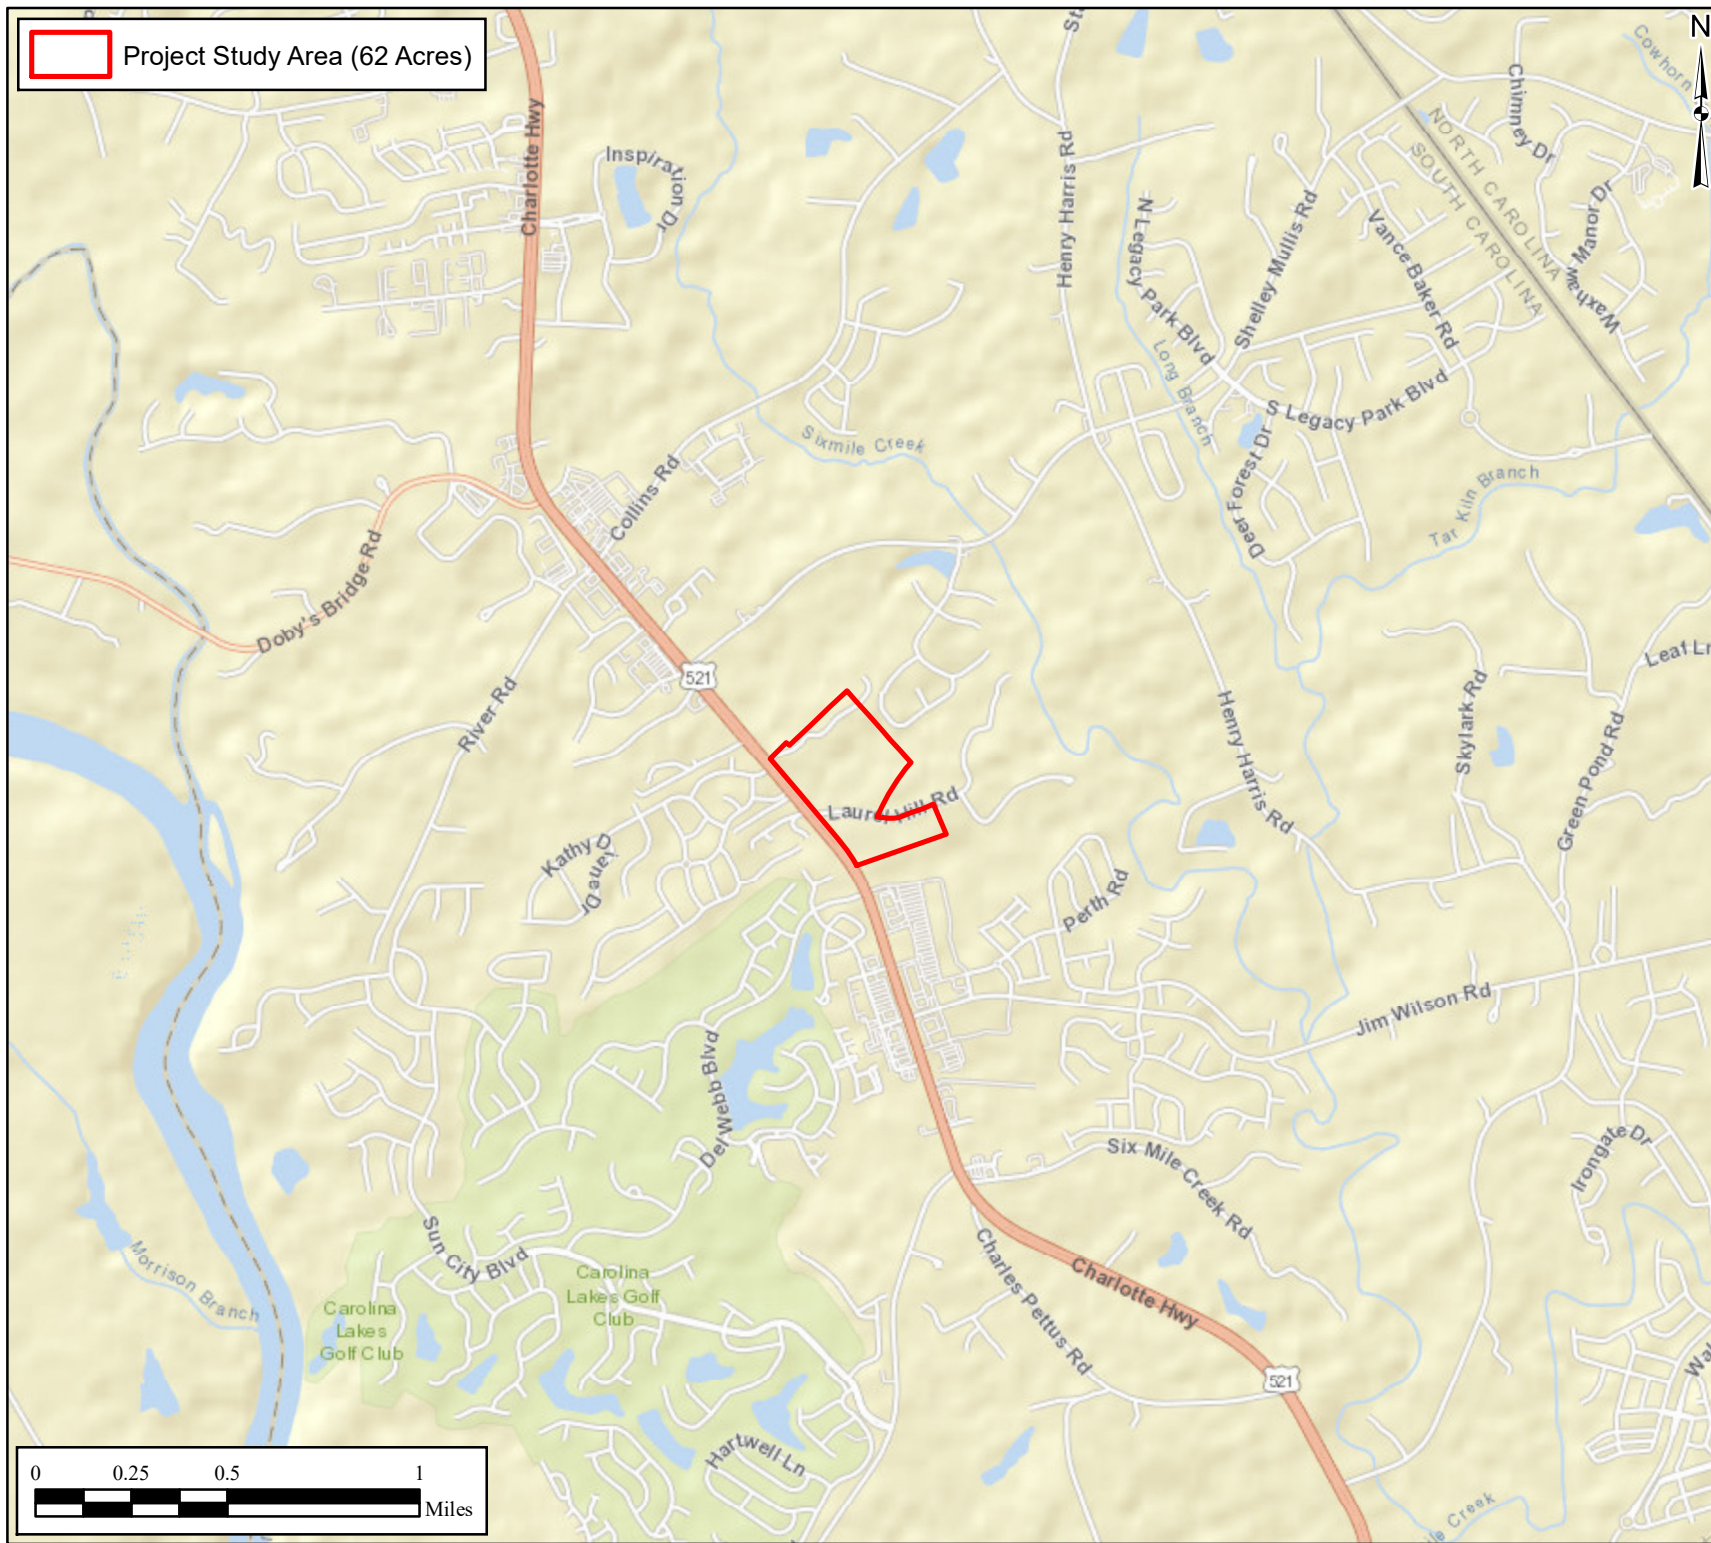 Project Study Area (62 Acres)
N
Cowhorn
Charlotte Hwy
Inspiration Dr
Henry Harris Rd
Chimney Dr
NORTH CAROLINA
SOUTH CAROLINA
Waxhaw Manor Dr
N Legacy Park Blvd
Shelley Mullis Rd
Vance Baker Rd
Long Branch
S Legacy Park Blvd
Sixmile Creek
Collins Rd
Deer Forest Dr
Tar Kiln Branch
Doby's Bridge Rd
River Rd
521
Leaf Ln
Skylark Rd
Green Pond Rd
Henry Harris Rd
Laurel Hill Rd
Kathy D
Jane Dr
Perth Rd
Jim Wilson Rd
Del Webb Blvd
Six Mile Creek Rd
Irongate Dr
Sun City Blvd
Morrison Branch
Carolina
Lakes Golf
Club
Carolina
Lakes
Golf Club
Charles Pettus Rd
Charlotte Hwy
521
Hartwell Ln
0 0.25 0.5 1
Miles
Creek